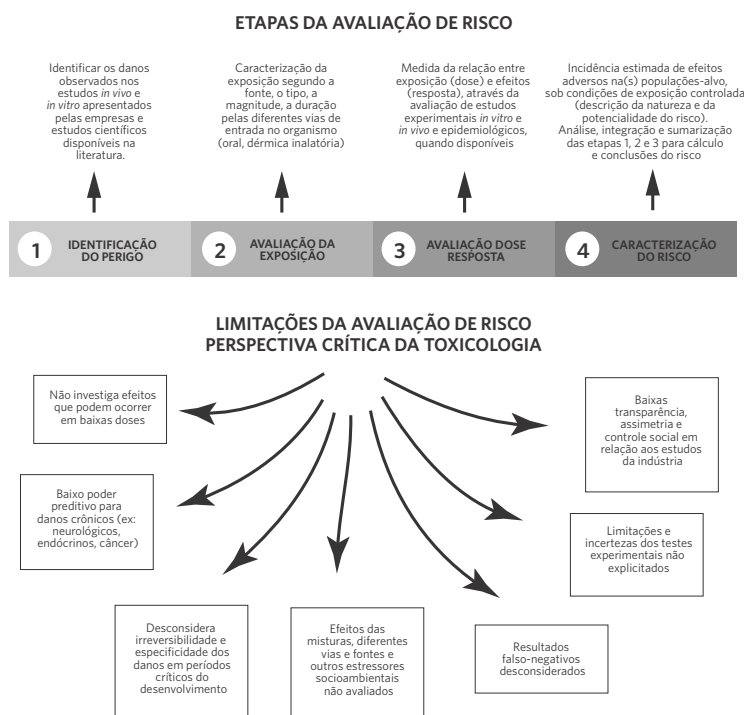 ETAPAS DA AVALIAÇÃO DE RISCO
Identificar os danos
observados nos
estudos in vivo e
in vitro apresentados
pelas empresas e
estudos científicos
disponíveis na
literatura.
Caracterização da
exposição segundo a
fonte, o tipo, a
magnitude, a duração
pelas diferentes vias de
entrada no organismo
(oral, dérmica inalatória)
Medida da relação entre
exposição (dose) e efeitos
(resposta), através da
avaliação de estudos
experimentais in vitro e
in vivo e epidemiológicos,
quando disponíveis
Incidência estimada de efeitos
adversos na(s) populações-alvo,
sob condições de exposição controlada
(descrição da natureza e da
potencialidade do risco).
Análise, integração e sumarização
das etapas 1, 2 e 3 para cálculo
e conclusões do risco
1 IDENTIFICAÇÃO
DO PERIGO
2 AVALIAÇÃO DA
EXPOSIÇÃO
3 AVALIAÇÃO DOSE
RESPOSTA
4 CARACTERIZAÇÃO
DO RISCO
LIMITAÇÕES DA AVALIAÇÃO DE RISCO
PERSPECTIVA CRÍTICA DA TOXICOLOGIA
Não investiga efeitos
que podem ocorrer
em baixas doses
Baixo poder
preditivo para
danos crônicos (ex:
neurológicos,
endócrinos, câncer)
Desconsidera
irreversibilidade e
especificidade dos
danos em períodos
críticos do
desenvolvimento
Efeitos das
misturas, diferentes
vias e fontes e
outros estressores
socioambientais
não avaliados
Resultados
falso-negativos
desconsiderados
Limitações e
incertezas dos testes
experimentais não
explicitados
Baixas
transparência,
assimetria e
controle social em
relação aos estudos
da indústria